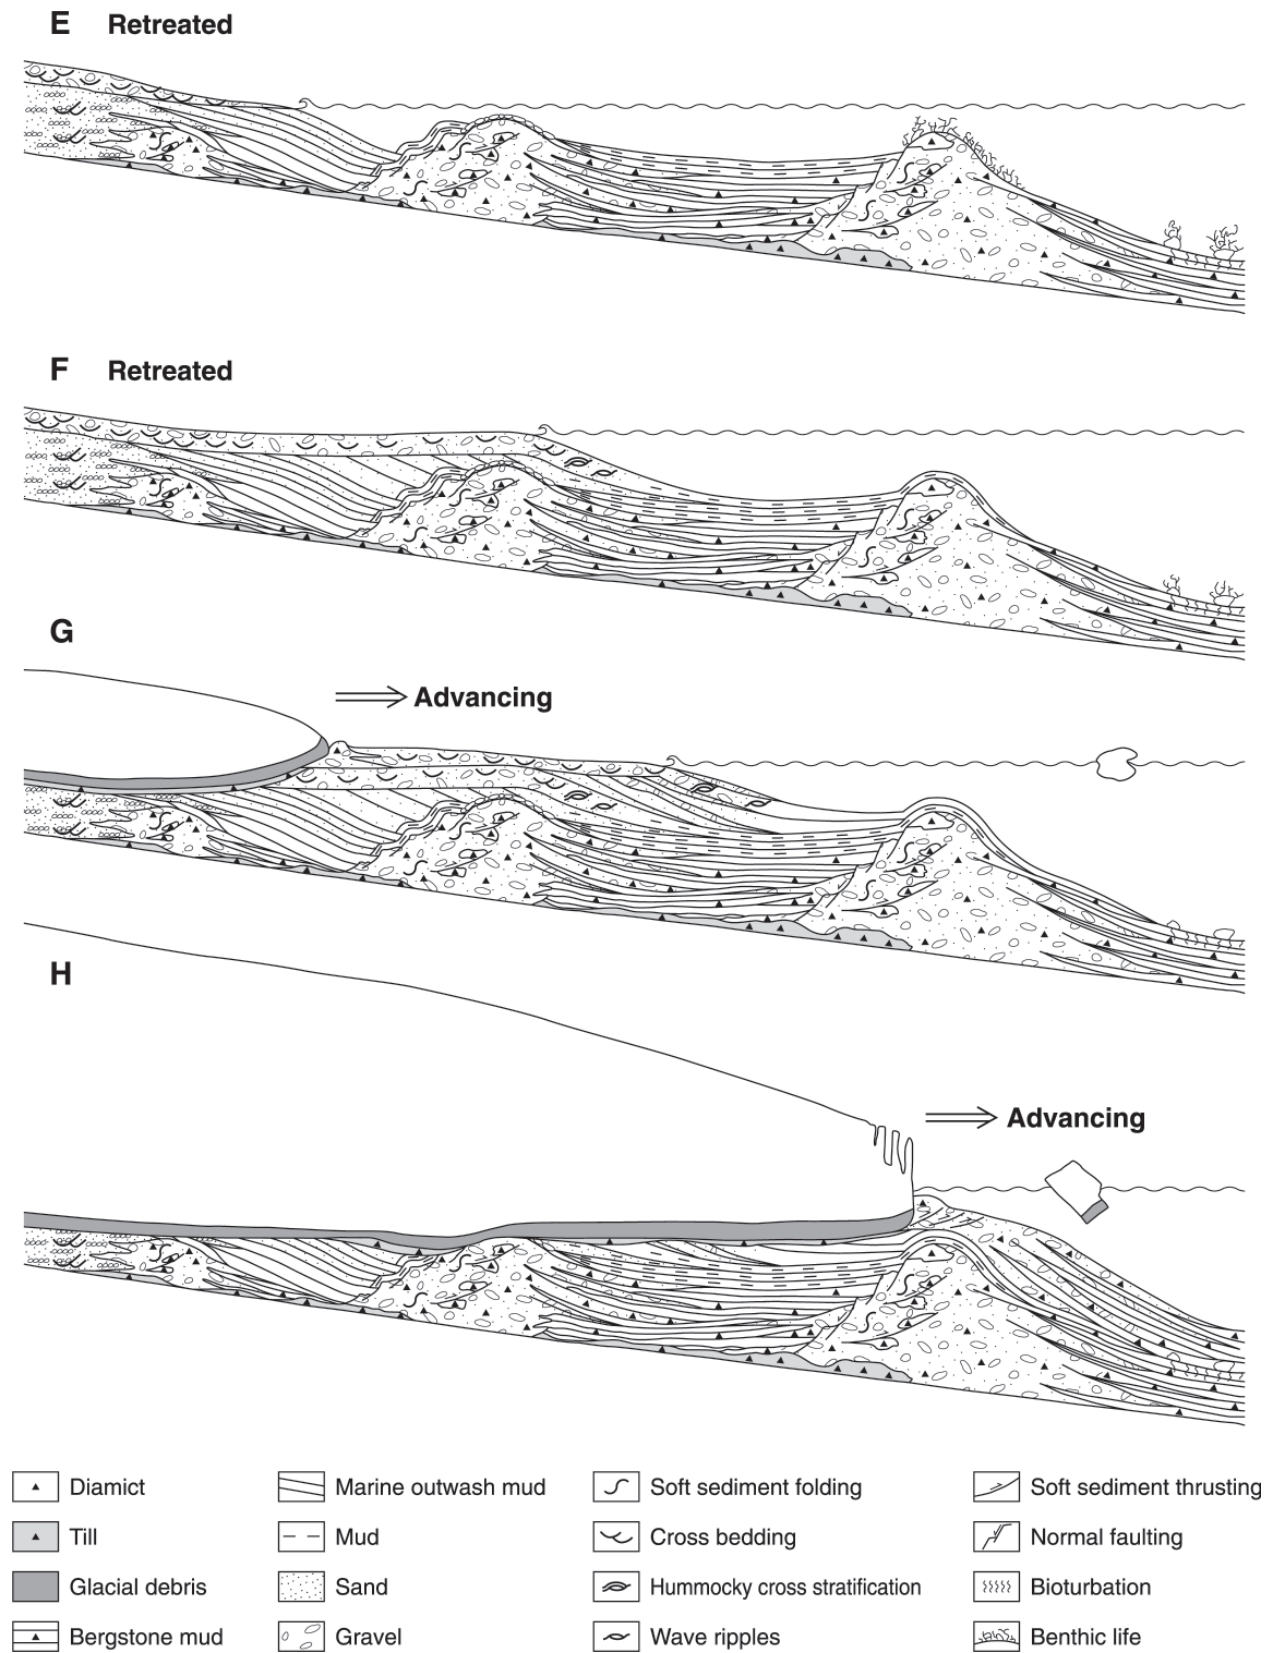 E Retreated
F Retreated
G
Advancing
H
Advancing
Diamict Marine outwash mud Soft sediment folding Soft sediment thrusting
Till Mud Cross bedding Normal faulting
Glacial debris Sand Hummocky cross stratification Bioturbation
Bergstone mud Gravel Wave ripples Benthic life